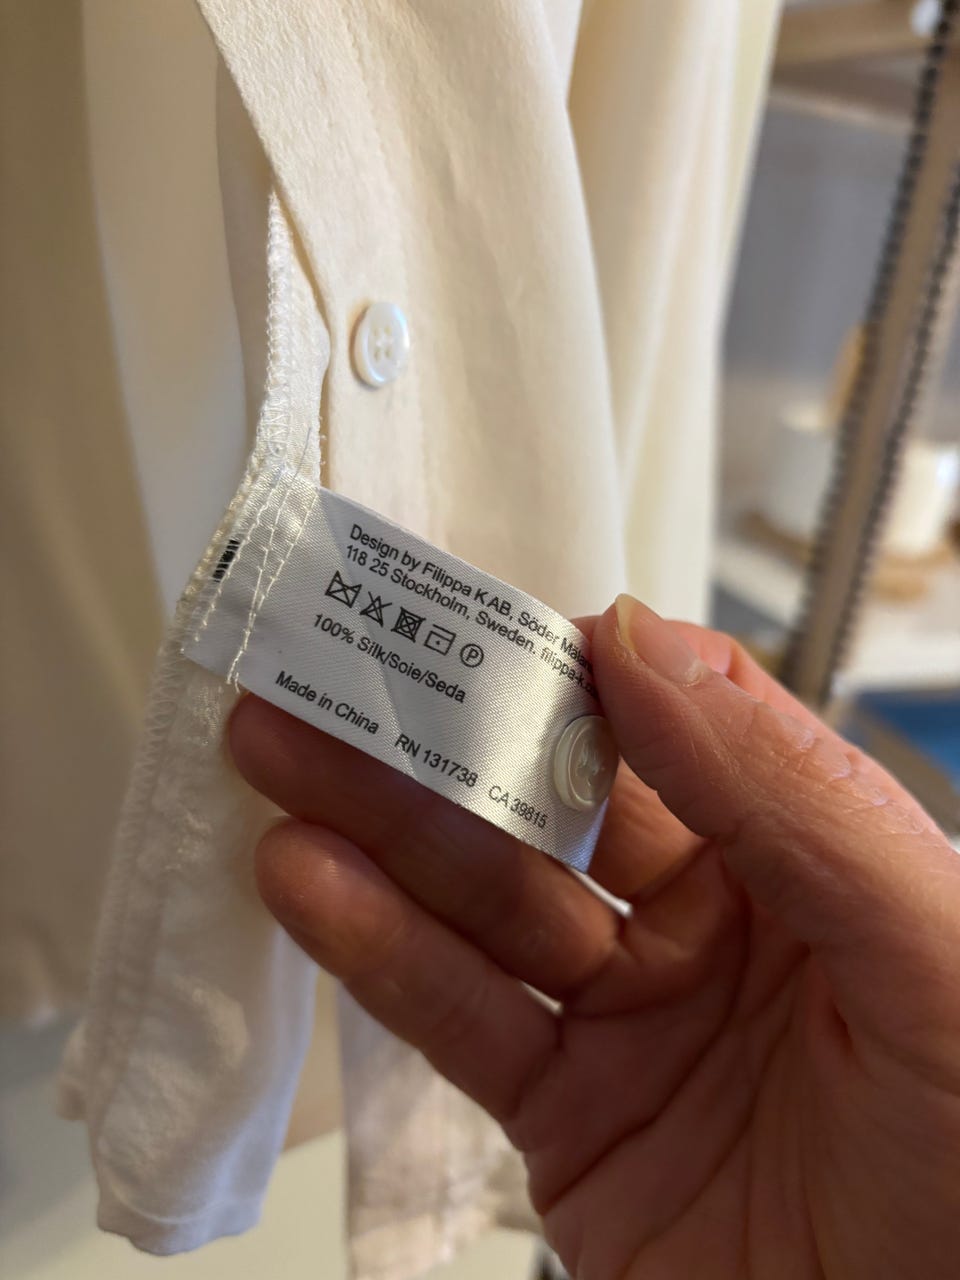 Design by Filippa K AB, Söder Mälar
118 25 Stockholm, Sweden. filippa-k.c
P
100% Silk/Soie/Seda
Made in China RN 131738 CA 39815